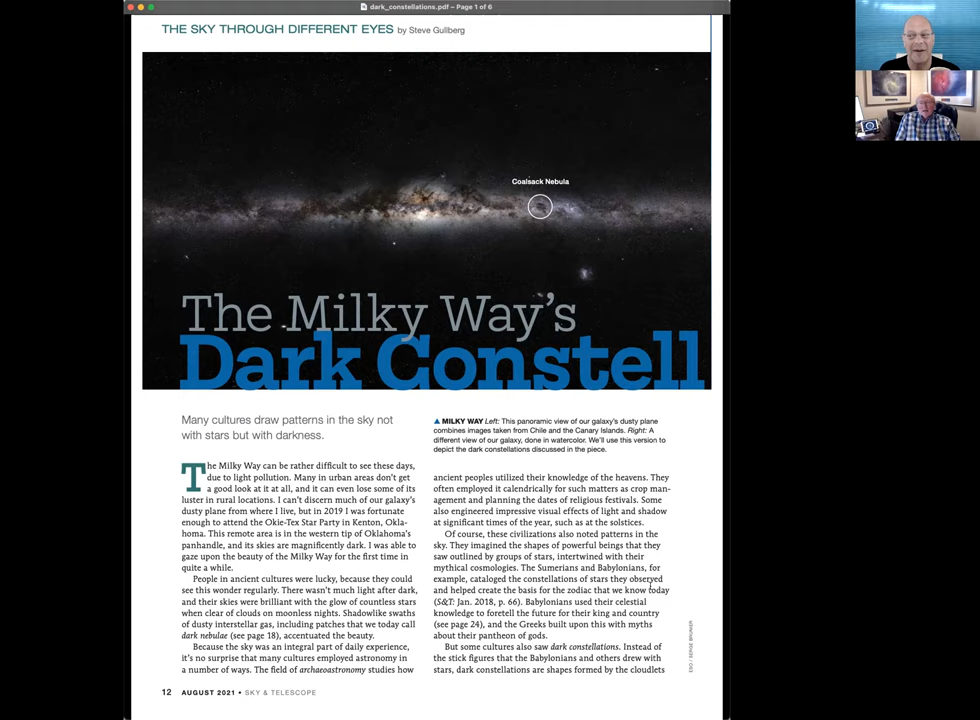 dark_constellations.pdf – Page 1 of 6
THE SKY THROUGH DIFFERENT EYES by Steve Gullberg
Coalsack Nebula
The Milky Way's
Dark Constell
Many cultures draw patterns in the sky not
with stars but with darkness.
The Milky Way can be rather difficult to see these days,
due to light pollution. Many in urban areas don't get
a good look at it at all, and it can even lose some of its
luster in rural locations. I can't discern much of our galaxy's
dusty plane from where I live, but in 2019 I was fortunate
enough to attend the Okie-Tex Star Party in Kenton, Okla-
homa. This remote area is in the western tip of Oklahoma's
panhandle, and its skies are magnificently dark. I was able to
gaze upon the beauty of the Milky Way for the first time in
quite a while.
People in ancient cultures were lucky, because they could
see this wonder regularly. There wasn't much light after dark,
and their skies were brilliant with the glow of countless stars
when clear of clouds on moonless nights. Shadowlike swaths
of dusty interstellar gas, including patches that we today call
dark nebulae (see page 18), accentuated the beauty.
Because the sky was an integral part of daily experience,
it's no surprise that many cultures employed astronomy in
a number of ways. The field of archaeoastronomy studies how
▲ MILKY WAY Left: This panoramic view of our galaxy's dusty plane
combines images taken from Chile and the Canary Islands. Right: A
different view of our galaxy, done in watercolor. We'll use this version to
depict the dark constellations discussed in the piece.
ancient peoples utilized their knowledge of the heavens. They
often employed it calendrically for such matters as crop man-
agement and planning the dates of religious festivals. Some
also engineered impressive visual effects of light and shadow
at significant times of the year, such as at the solstices.
Of course, these civilizations also noted patterns in the
sky. They imagined the shapes of powerful beings that they
saw outlined by groups of stars, intertwined with their
mythical cosmologies. The Sumerians and Babylonians, for
example, cataloged the constellations of stars they observed
and helped create the basis for the zodiac that we know today
(S&T: Jan. 2018, p. 66). Babylonians used their celestial
knowledge to foretell the future for their king and country
(see page 24), and the Greeks built upon this with myths
about their pantheon of gods.
But some cultures also saw dark constellations. Instead of
the stick figures that the Babylonians and others drew with
stars, dark constellations are shapes formed by the cloudlets
ESO / SERGE BRUNIER
12 AUGUST 2021 • SKY & TELESCOPE